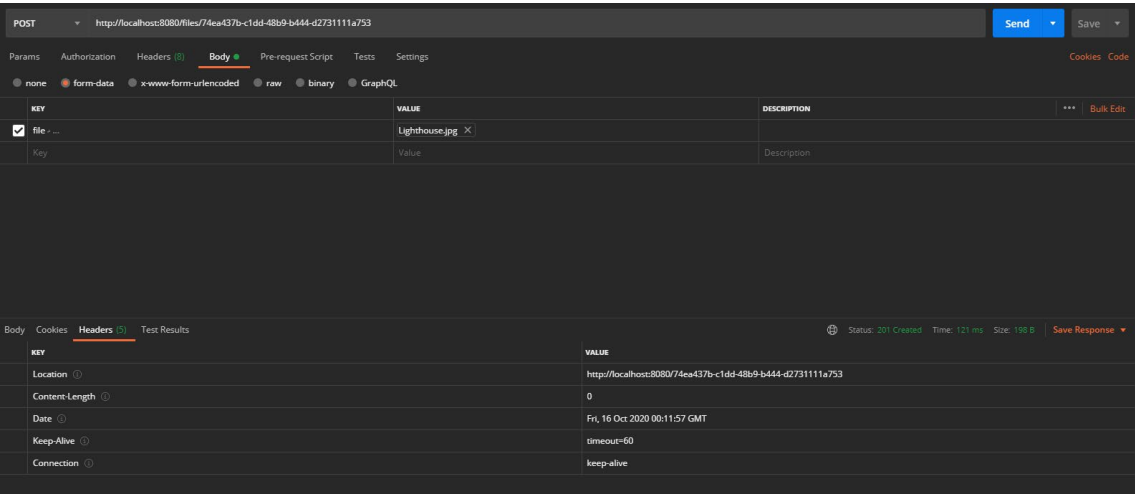 POST http://localhost:8080/files/74ea437b-c1dd-48b9-b444-d2731111a753 Send Save
Params Authorization Headers (8) Body Pre-request Script Tests Settings Cookies Code
none form-data x-www-form-urlencoded raw binary GraphQL
KEY VALUE DESCRIPTION ••• Bulk Edit
file - ... Lighthouse.jpg
Key Value Description
Body Cookies Headers (5) Test Results Status: 201 Created Time: 121 ms Size: 198 B Save Response
KEY VALUE
Location http://localhost:8080/74ea437b-c1dd-48b9-b444-d2731111a753
Content-Length 0
Date Fri, 16 Oct 2020 00:11:57 GMT
Keep-Alive timeout=60
Connection keep-alive